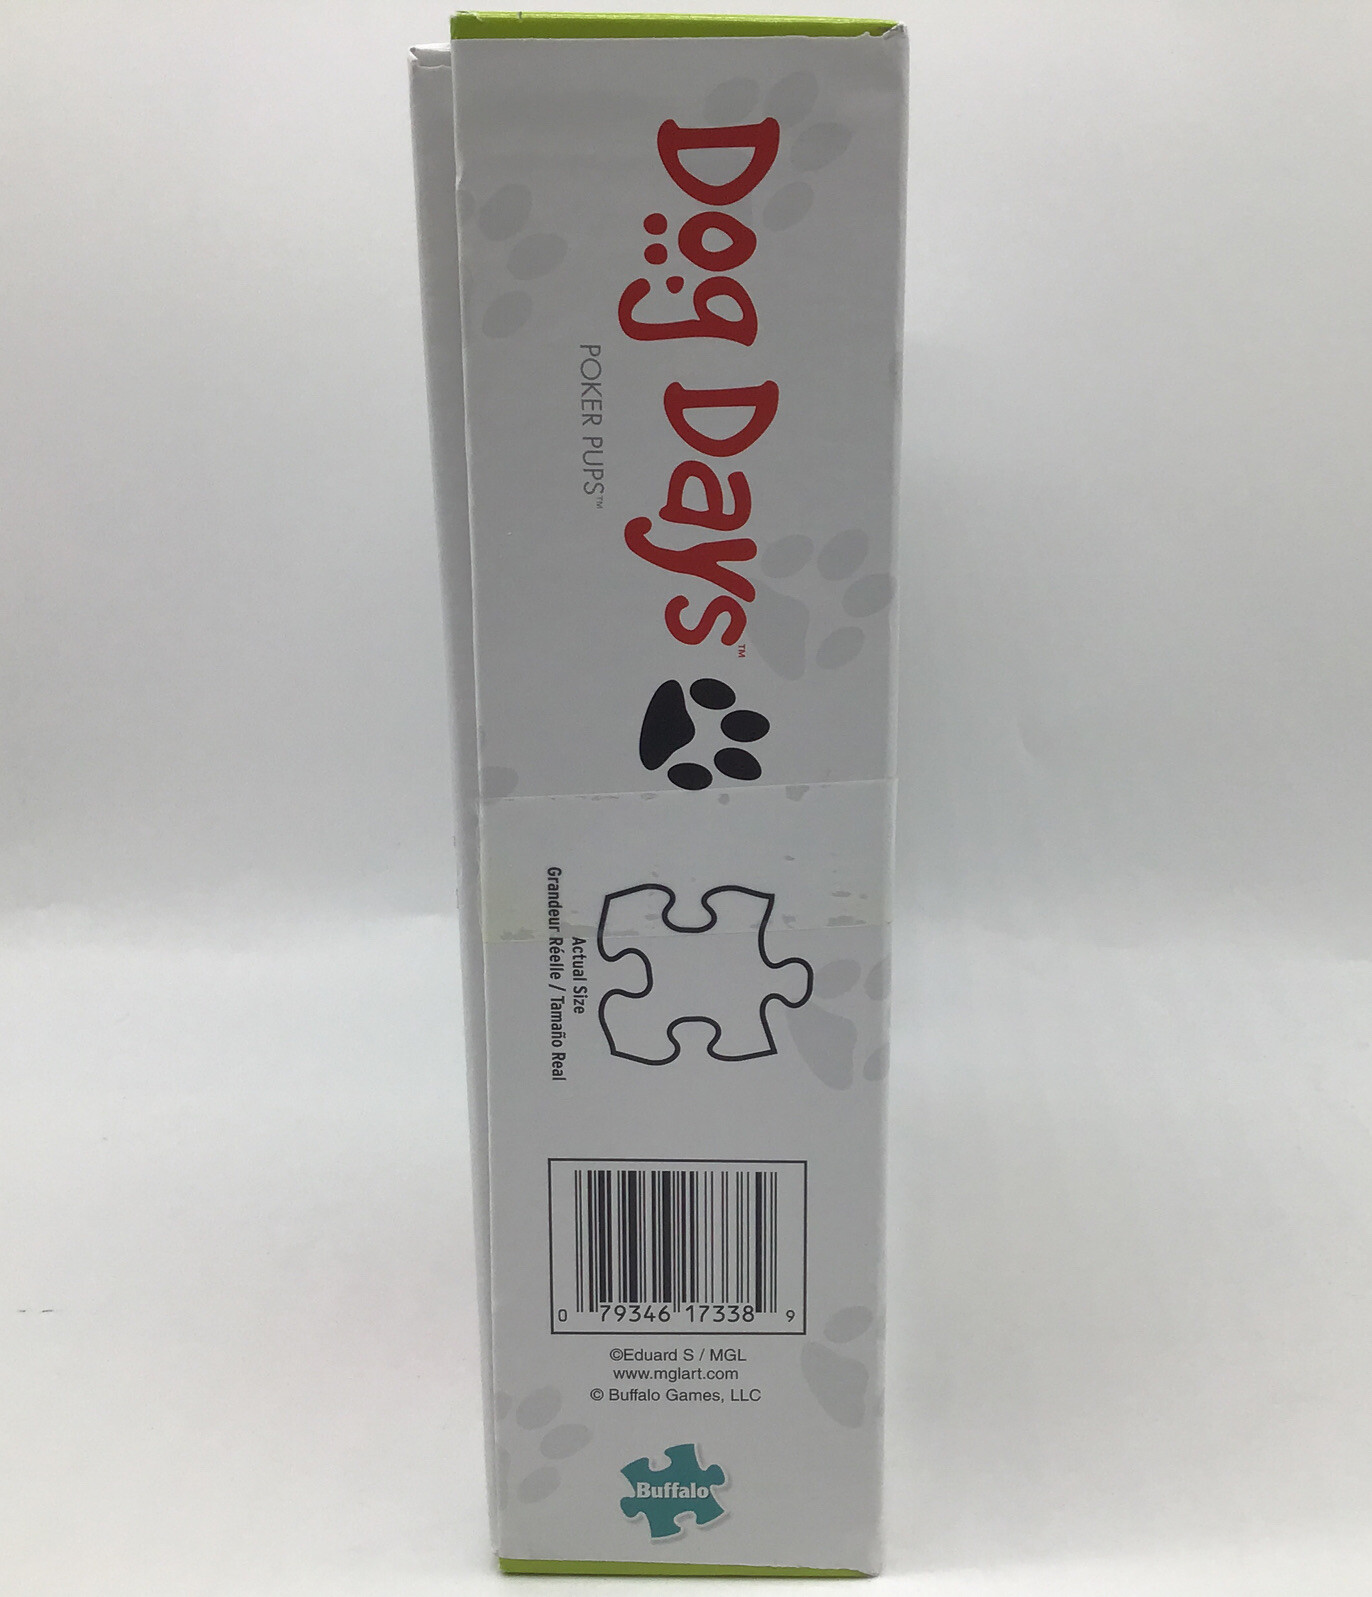 Dog Days™
POKER PUPS™
Actual Size
Grandeur Réelle / Tamaño Real
0 79346 17338 9
©Eduard S / MGL
www.mglart.com
© Buffalo Games, LLC
Buffalo